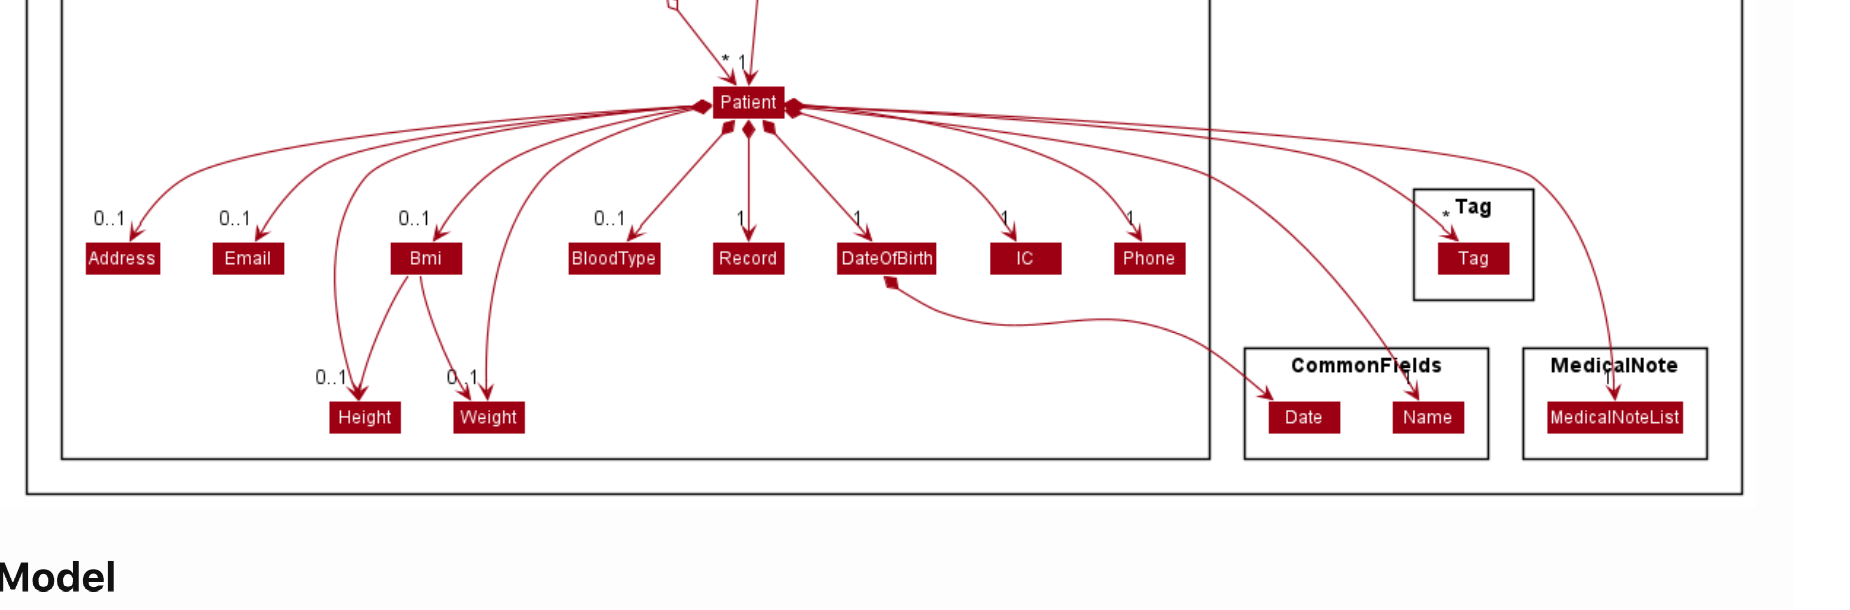 * 1
Patient
0..1 0..1 0..1 0..1 1 1 1 1 * Tag
Address Email Bmi BloodType Record DateOfBirth IC Phone Tag
CommonFields MedicalNote
0..1 0..1 1 1
Height Weight Date Name MedicalNoteList
Model